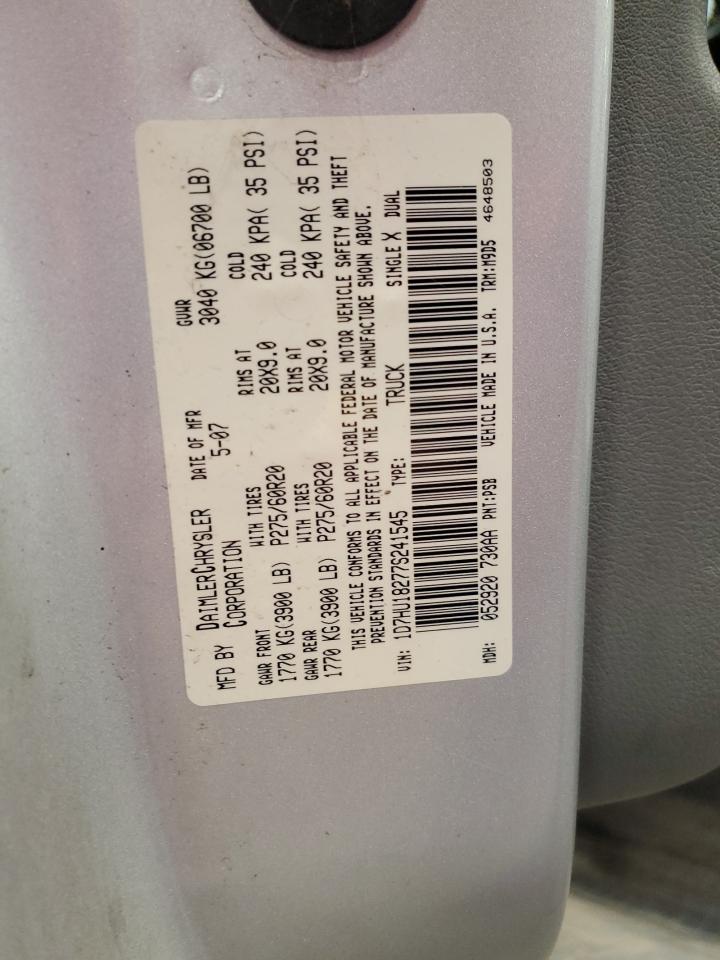 MFD BY DAIMLERCHRYSLER CORPORATION
DATE OF MFR 5-07
GVWR 3040 KG(06700 LB)
GAWR FRONT WITH TIRES RIMS AT COLD
1770 KG(3900 LB) P275/60R20 20X9.0 240 KPA( 35 PSI)
GAWR REAR WITH TIRES RIMS AT COLD
1770 KG(3900 LB) P275/60R20 20X9.0 240 KPA( 35 PSI)
THIS VEHICLE CONFORMS TO ALL APPLICABLE FEDERAL MOTOR VEHICLE SAFETY AND THEFT
PREVENTION STANDARDS IN EFFECT ON THE DATE OF MANUFACTURE SHOWN ABOVE.
VIN: 1D7HU18277S241545 TYPE: TRUCK SINGLE X DUAL
MDH: 052920 730AA PNT:PSB VEHICLE MADE IN U.S.A. TRM:M9D5 4648503